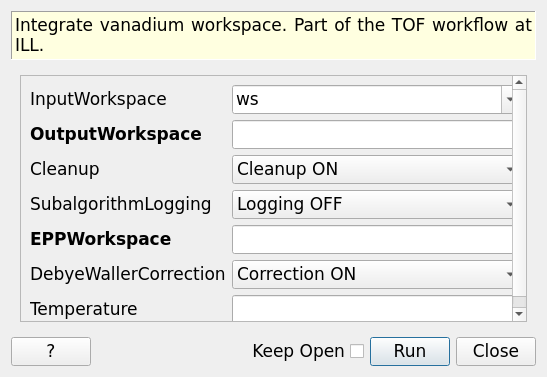 Integrate vanadium workspace. Part of the TOF workflow at
ILL.
InputWorkspace ws
OutputWorkspace
Cleanup Cleanup ON
SubalgorithmLogging Logging OFF
EPPWorkspace
DebyeWallerCorrection Correction ON
Temperature
? Keep Open Run Close